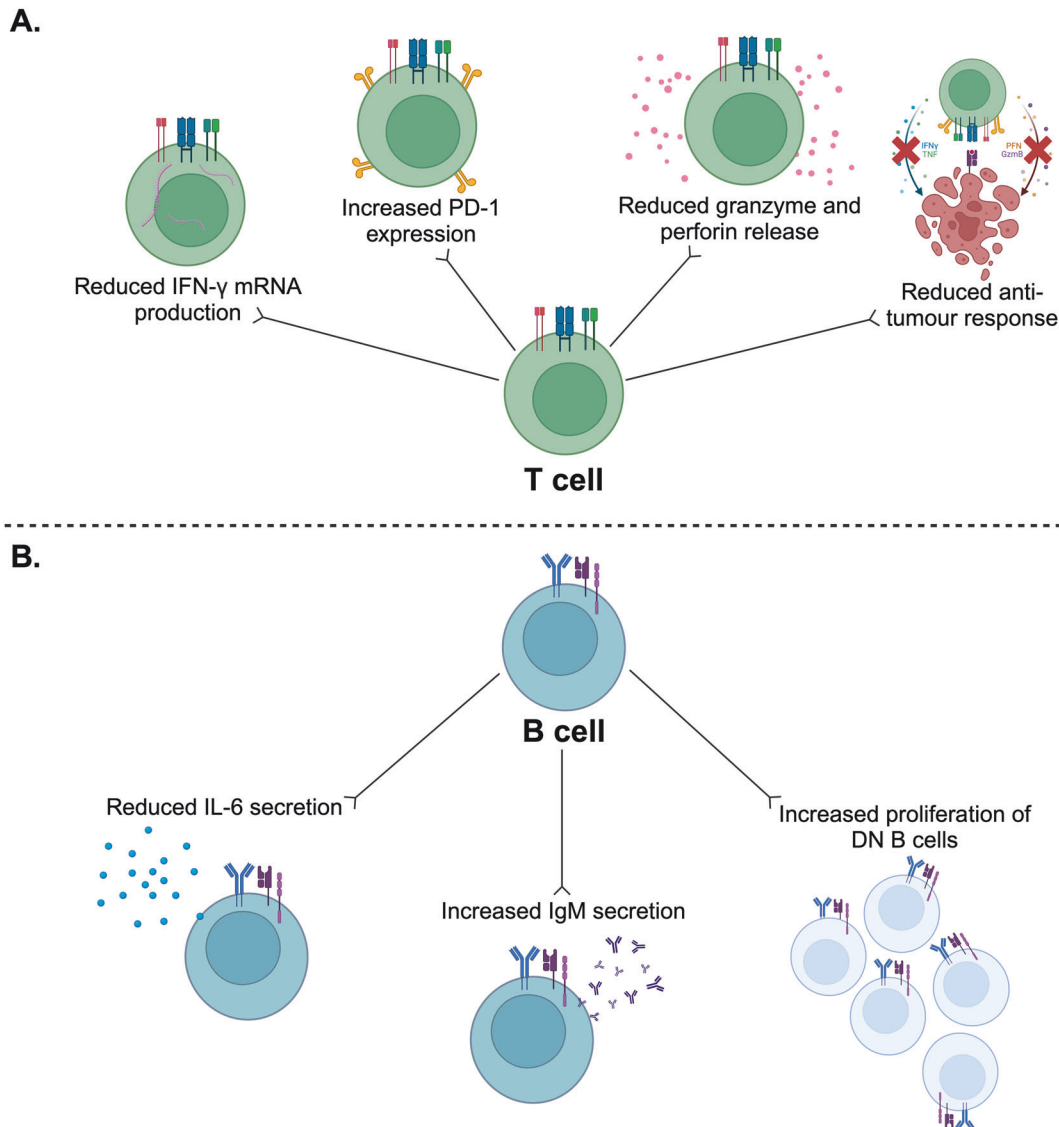 A.
Reduced IFN-γ mRNA
production
Increased PD-1
expression
Reduced granzyme and
perforin release
IFNγ
TNF
PFN
GzmB
Reduced anti-
tumour response
T cell
B.
B cell
Reduced IL-6 secretion
Increased IgM secretion
Increased proliferation of
DN B cells